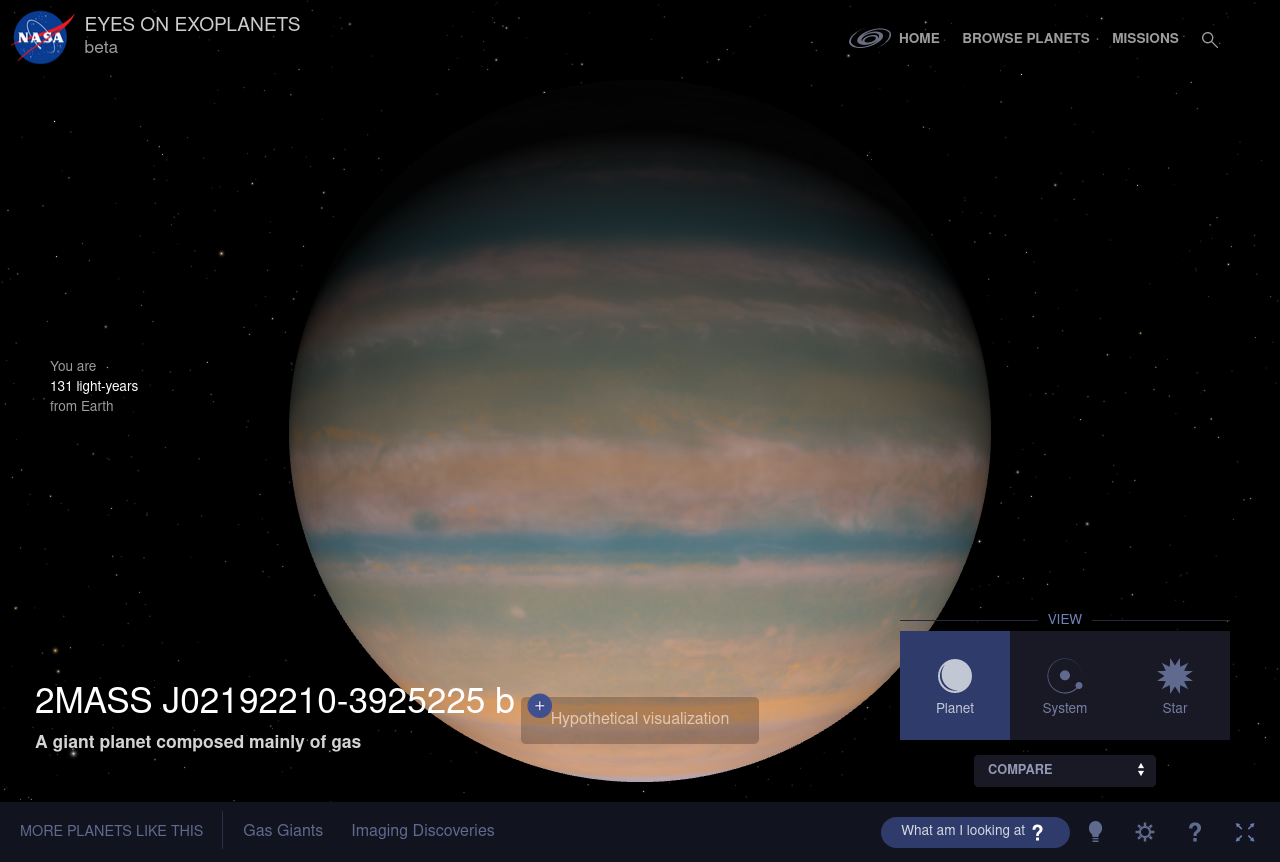 NASA
EYES ON EXOPLANETS
beta
HOME
BROWSE PLANETS
MISSIONS
You are
131 light-years
from Earth
VIEW
Planet
System
Star
2MASS J02192210-3925225 b
+
Hypothetical visualization
A giant planet composed mainly of gas
COMPARE
MORE PLANETS LIKE THIS
Gas Giants
Imaging Discoveries
What am I looking at ?
?